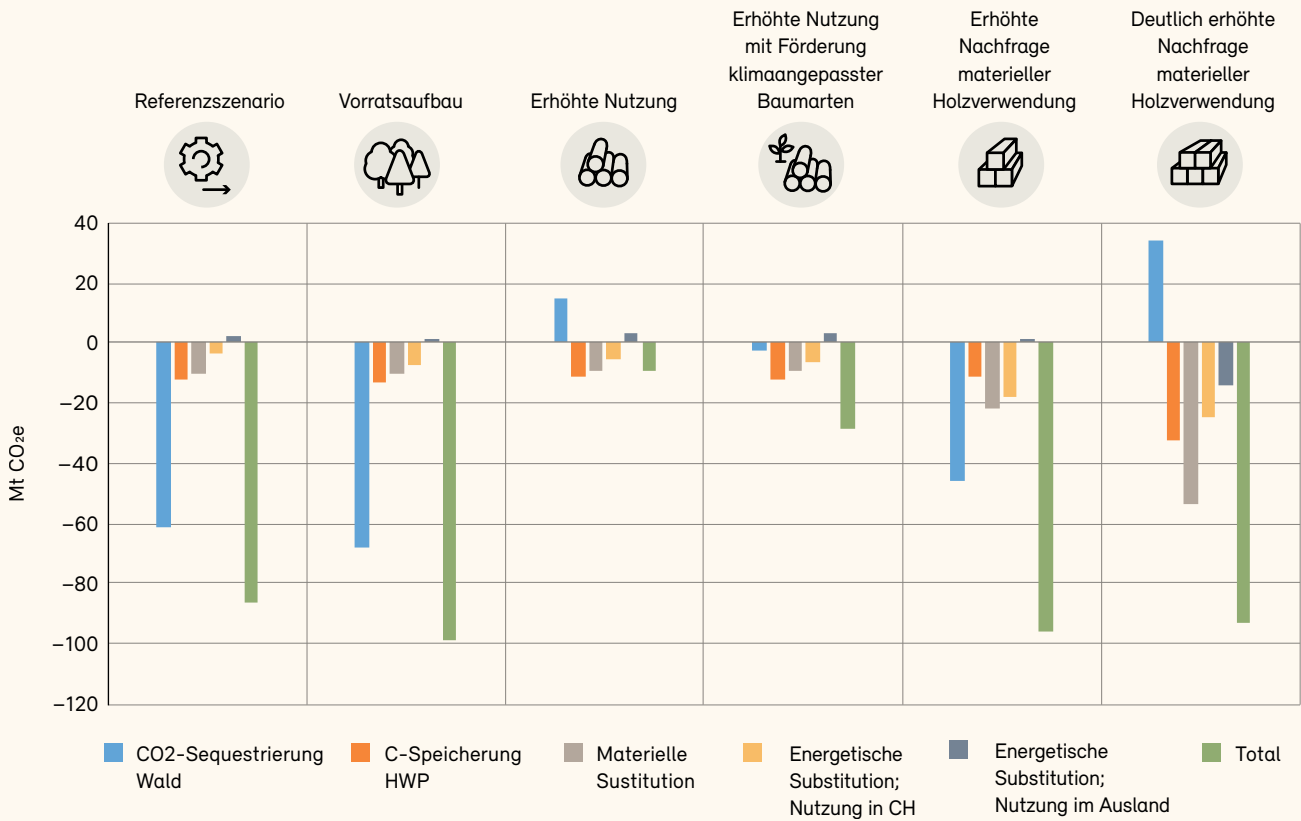 Referenzszenario
Vorratsaufbau
Erhöhte Nutzung
Erhöhte Nutzung
mit Förderung
klimaangepasster
Baumarten
Erhöhte
Nachfrage
materieller
Holzverwendung
Deutlich erhöhte
Nachfrage
materieller
Holzverwendung
40
20
0
–20
–40
–60
–80
–100
–120
Mt CO₂e
CO2-Sequestrierung
Wald
C-Speicherung
HWP
Materielle
Sustitution
Energetische
Substitution;
Nutzung in CH
Energetische
Substitution;
Nutzung im Ausland
Total